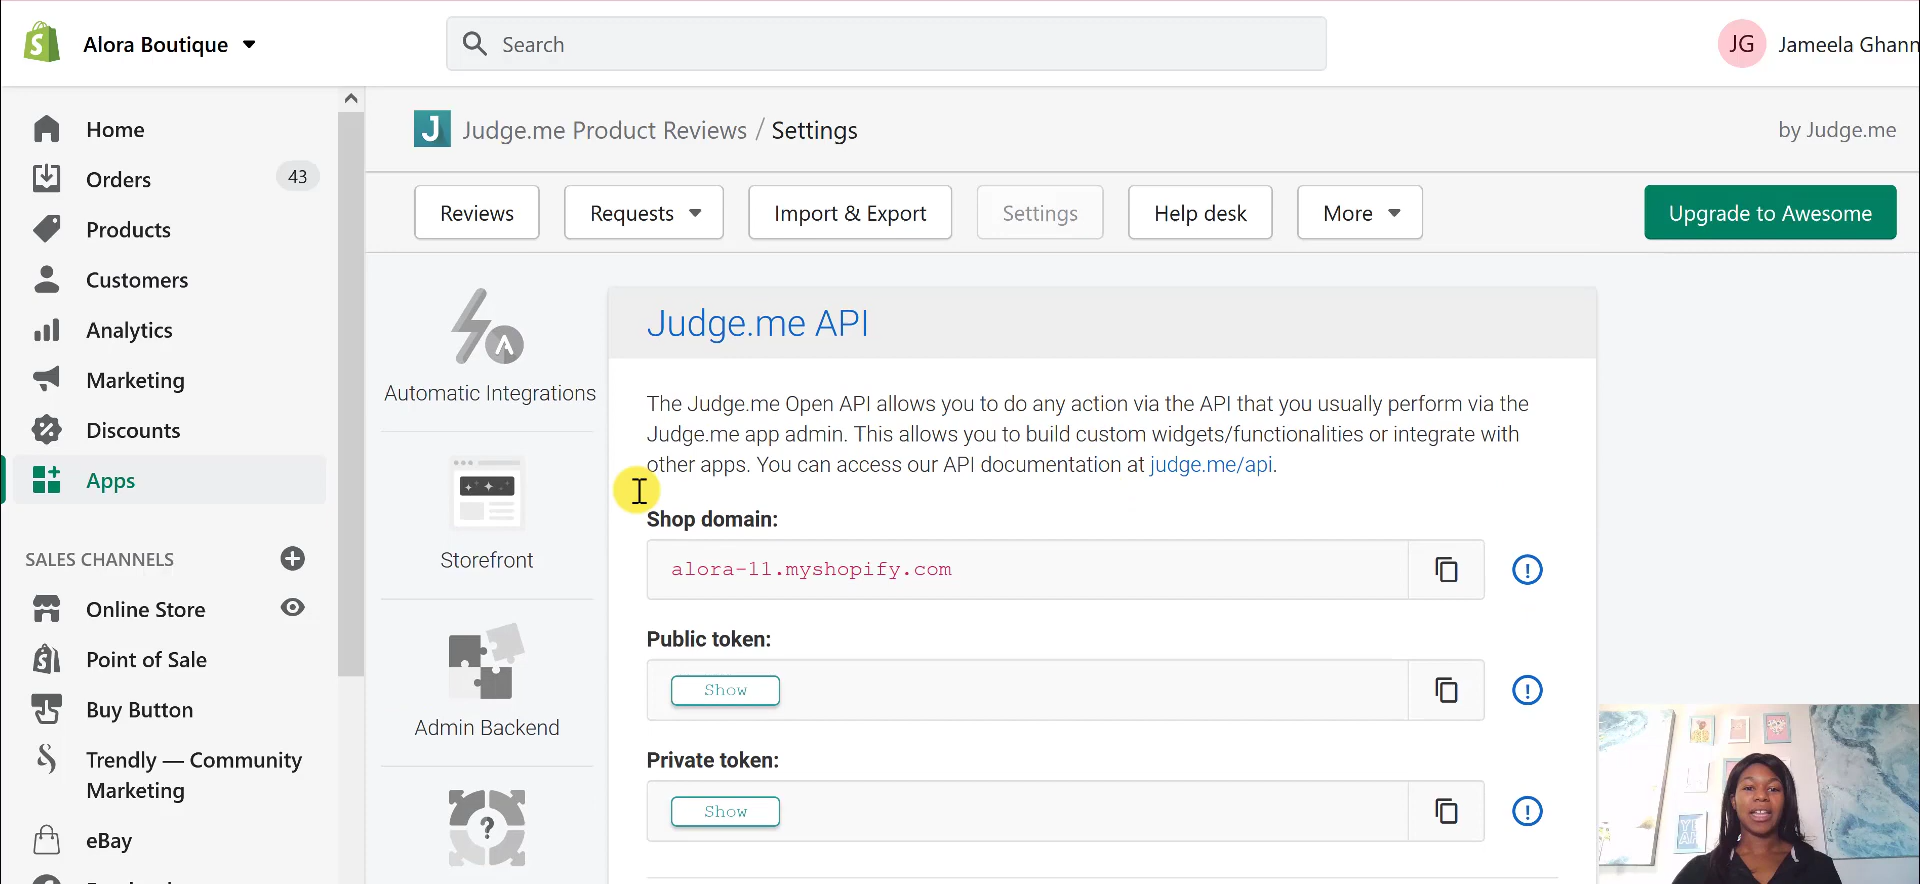 Alora Boutique
Search
JG
Jameela Ghann
Home
Orders
43
Products
Customers
Analytics
Marketing
Discounts
Apps
SALES CHANNELS
Online Store
Point of Sale
Buy Button
Trendly — Community
Marketing
eBay
J
Judge.me Product Reviews / Settings
by Judge.me
Reviews
Requests
Import & Export
Settings
Help desk
More
Upgrade to Awesome
Automatic Integrations
Storefront
Admin Backend
Judge.me API
The Judge.me Open API allows you to do any action via the API that you usually perform via the
Judge.me app admin. This allows you to build custom widgets/functionalities or integrate with
other apps. You can access our API documentation at judge.me/api.
Shop domain:
alora-11.myshopify.com
Public token:
Show
Private token:
Show